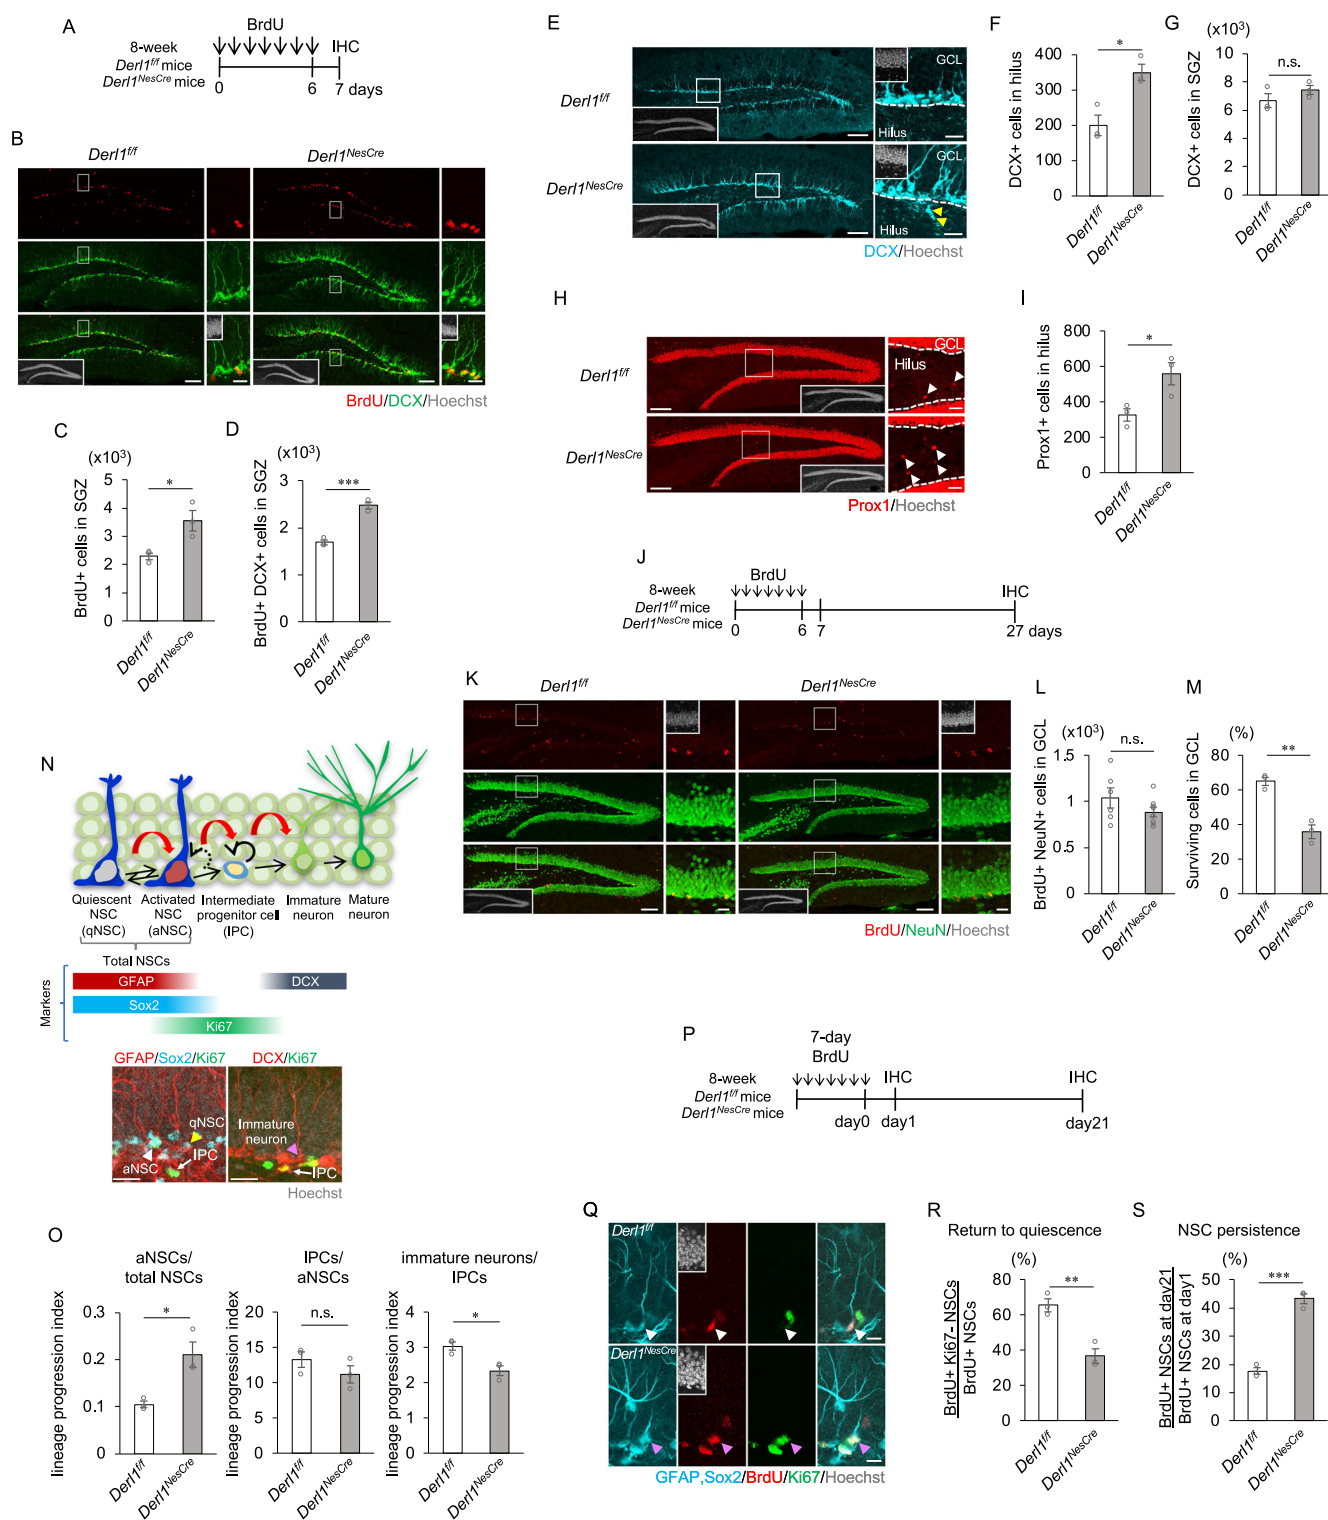 A
BrdU
8-week
IHC
Derl1f/f mice
Derl1NesCre mice
0
6
7 days
B
Derl1f/f
Derl1NesCre
BrdU/DCX/Hoechst
C
(x10³)
BrdU+ cells in SGZ
5
4
3
2
1
0
*
Derl1f/f
Derl1NesCre
D
(x10³)
BrdU+ DCX+ cells in SGZ
3
2
1
0
***
Derl1f/f
Derl1NesCre
E
Derl1f/f
GCL
Hilus
Derl1NesCre
GCL
Hilus
DCX/Hoechst
F
DCX+ cells in hilus
400
300
200
100
0
*
Derl1f/f
Derl1NesCre
G
(x10³)
DCX+ cells in SGZ
10
8
6
4
2
0
n.s.
Derl1f/f
Derl1NesCre
H
Derl1f/f
GCL
Hilus
Derl1NesCre
Prox1/Hoechst
I
Prox1+ cells in hilus
800
600
400
200
0
*
Derl1f/f
Derl1NesCre
J
BrdU
8-week
IHC
Derl1f/f mice
Derl1NesCre mice
0
6
7
27 days
K
Derl1f/f
Derl1NesCre
BrdU/NeuN/Hoechst
L
(x10³)
BrdU+ NeuN+ cells in GCL
1.5
1
0.5
0
n.s.
Derl1f/f
Derl1NesCre
M
(%)
Surviving cells in GCL
80
60
40
20
0
**
Derl1f/f
Derl1NesCre
N
Quiescent
NSC
(qNSC)
Activated
NSC
(aNSC)
Intermediate
progenitor cell
(IPC)
Immature
neuron
Mature
neuron
Total NSCs
Markers
GFAP
DCX
Sox2
Ki67
GFAP/Sox2/Ki67
DCX/Ki67
qNSC
aNSC
IPC
Immature
neuron
IPC
Hoechst
O
aNSCs/
total NSCs
lineage progression index
0.3
0.2
0.1
0
*
Derl1f/f
Derl1NesCre
IPCs/
aNSCs
lineage progression index
20
15
10
5
0
n.s.
Derl1f/f
Derl1NesCre
immature neurons/
IPCs
lineage progression index
4
3
2
1
0
*
Derl1f/f
Derl1NesCre
P
7-day
BrdU
8-week
IHC
IHC
Derl1f/f mice
Derl1NesCre mice
day0
day1
day21
Q
Derl1f/f
Derl1NesCre
GFAP,Sox2/BrdU/Ki67/Hoechst
R
Return to quiescence
(%)
BrdU+ Ki67- NSCs
BrdU+ NSCs
80
60
40
20
0
**
Derl1f/f
Derl1NesCre
S
NSC persistence
(%)
BrdU+ NSCs at day21
BrdU+ NSCs at day1
50
40
30
20
10
0
***
Derl1f/f
Derl1NesCre